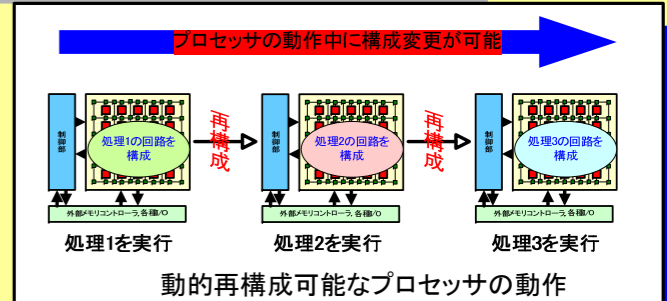 プロセッサの動作中に構成変更が可能
制御部
処理1の回路を
構成
外部メモリコントローラ, 各種I/O
処理1を実行
再構成
制御部
処理2の回路を
構成
外部メモリコントローラ, 各種I/O
処理2を実行
再構成
制御部
処理3の回路を
構成
外部メモリコントローラ, 各種I/O
処理3を実行
動的再構成可能なプロセッサの動作